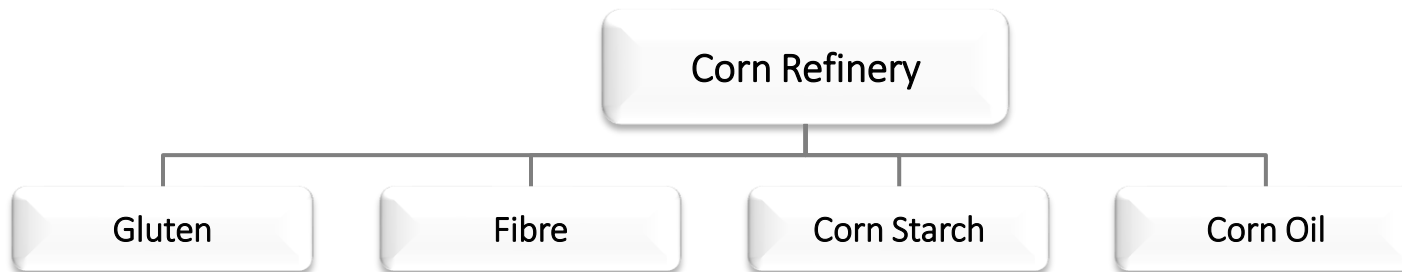 Corn Refinery
Gluten
Fibre
Corn Starch
Corn Oil